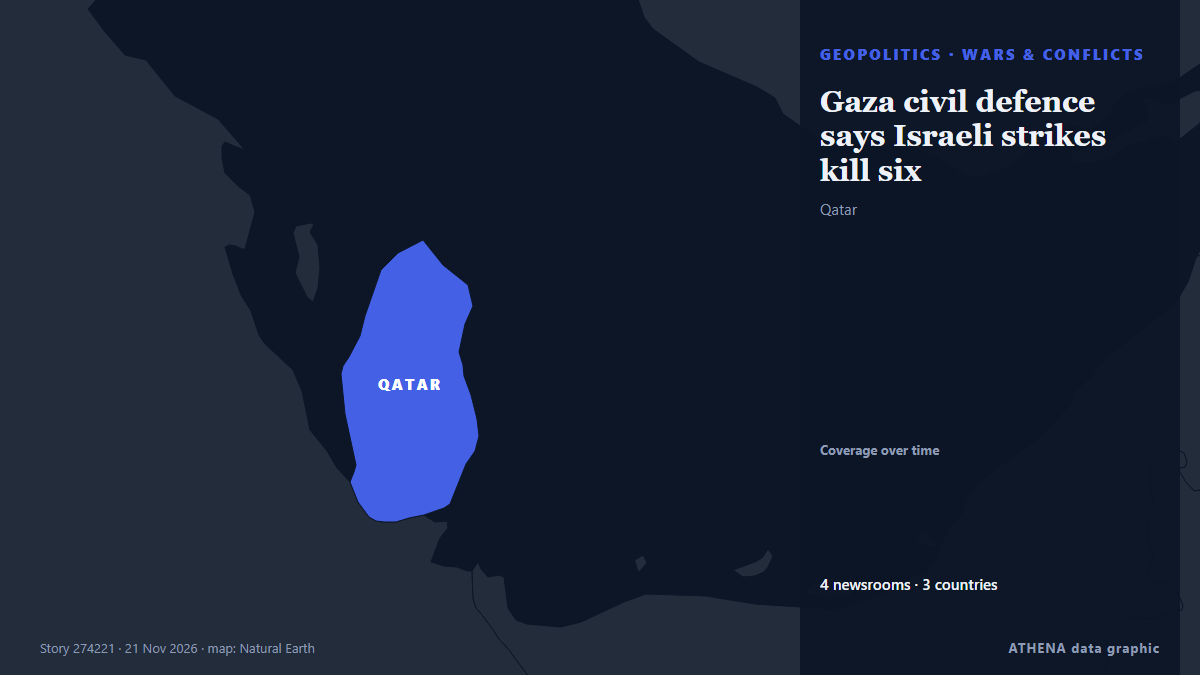 GEOPOLITICS · WARS & CONFLICTS
Gaza civil defence
says Israeli strikes
kill six
Qatar
QATAR
Coverage over time
4 newsrooms · 3 countries
Story 274221 · 21 Nov 2026 · map: Natural Earth
ATHENA data graphic